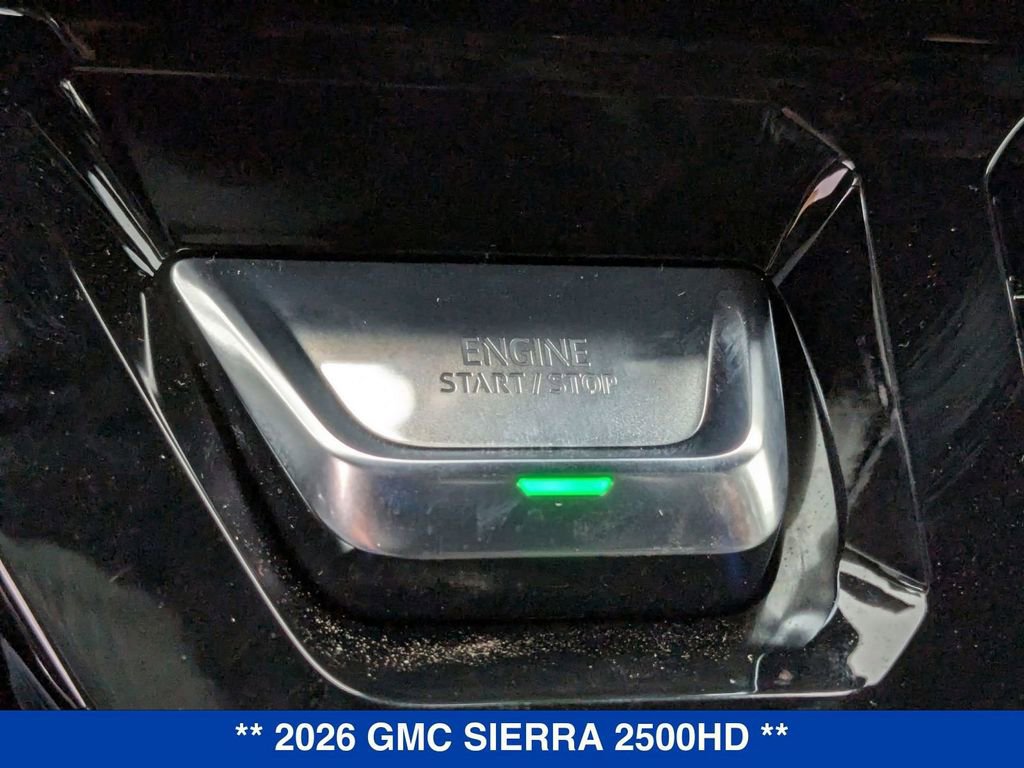 ENGINE
START / STOP
** 2026 GMC SIERRA 2500HD **